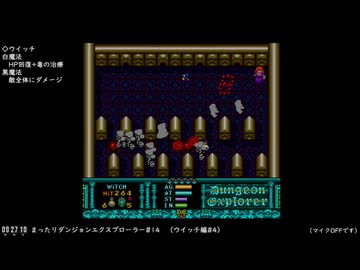 ◇ウイッチ
白魔法
HP回復+毒の治療
黒魔法
敵全体にダメージ
WITCH
HIT264
6 5
AG
AT
ST
IN
Dungeon
Explorer
09:27:10 まったりダンジョンエクスプローラー#14 (ウイッチ編#4)
(マイクOFFです)